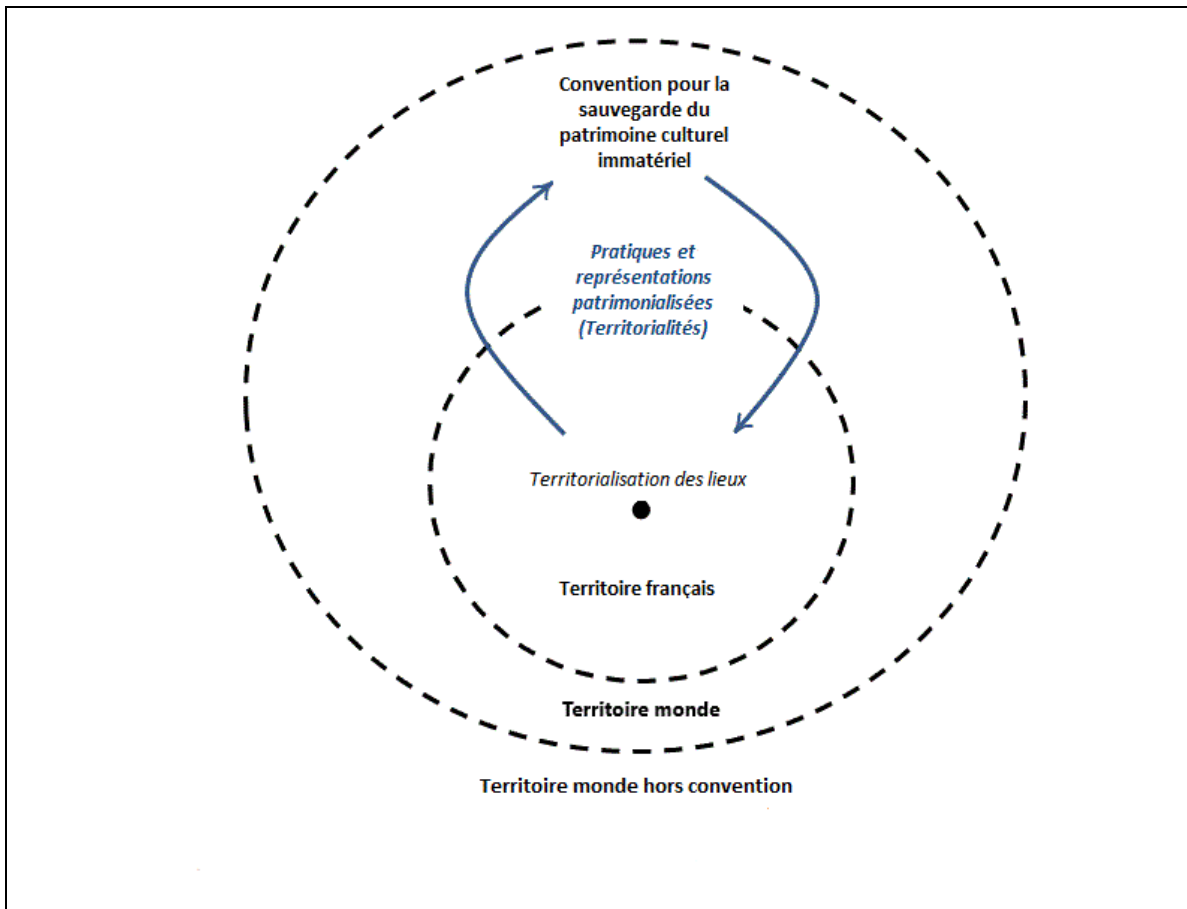 Convention pour la
sauvegarde du
patrimoine culturel
immatériel
Pratiques et
représentations
patrimonialisées
(Territorialités)
Territorialisation des lieux
Territoire français
Territoire monde
Territoire monde hors convention